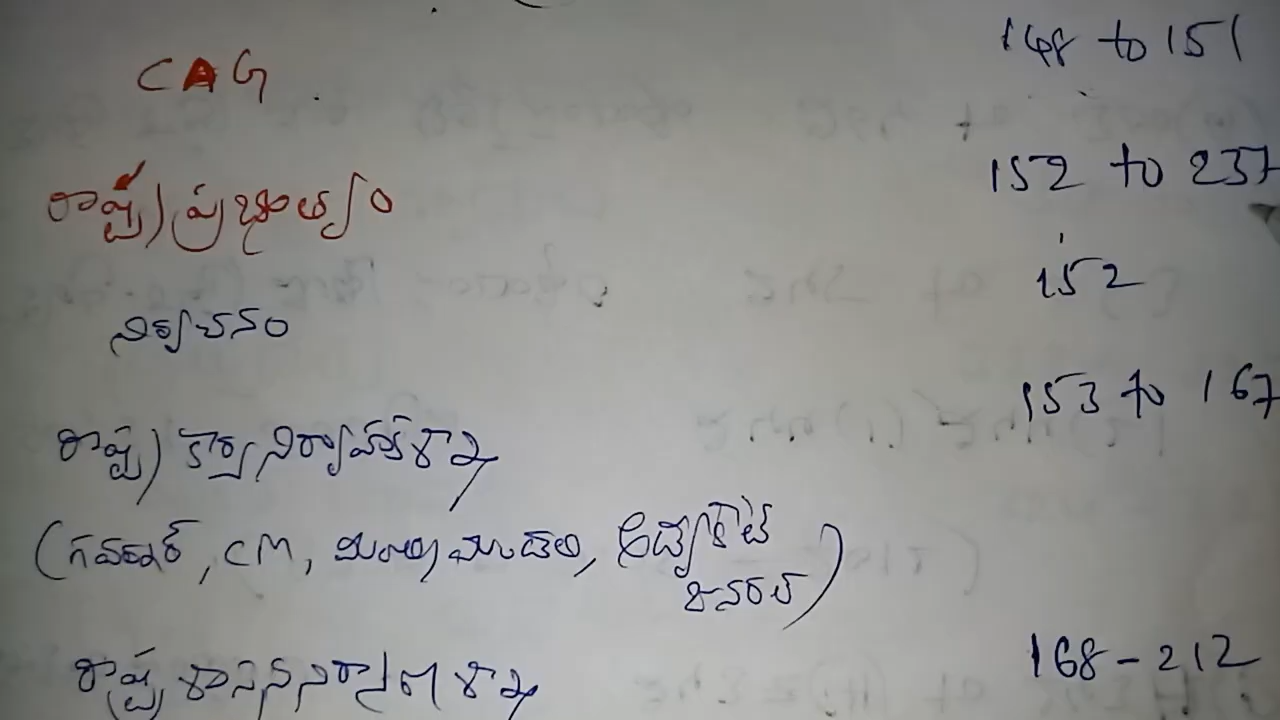 CAG 148 to 151
రాష్ట్ర ప్రభుత్వం 152 to 237
నిర్వచనం 152
రాష్ట్ర కార్యనిర్వాహకశాఖ 153 to 167
(గవర్నర్, CM, మంత్రిమండలి, అడ్వకేట్
జనరల్)
రాష్ట్ర శాసననిర్మాణ శాఖ 168-212